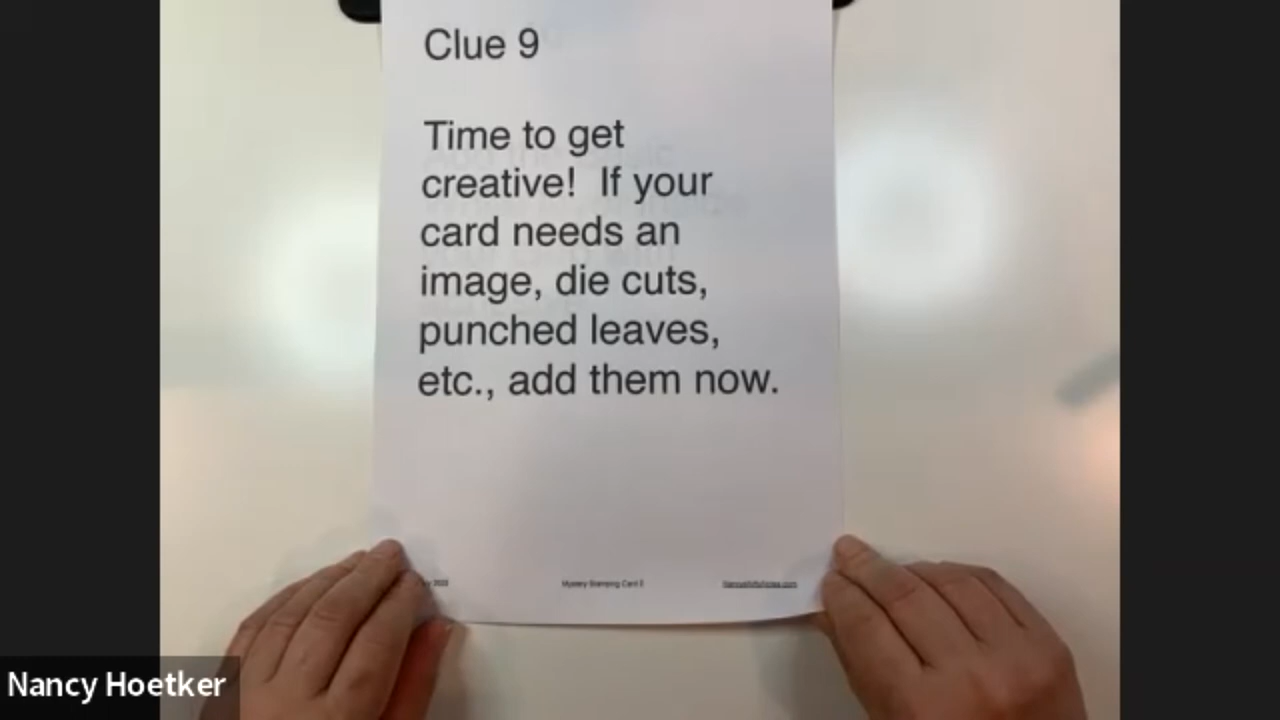 Clue 9
Time to get
creative!  If your
card needs an
image, die cuts,
punched leaves,
etc., add them now.
Mystery Stamping Card
Nancy Hoetker